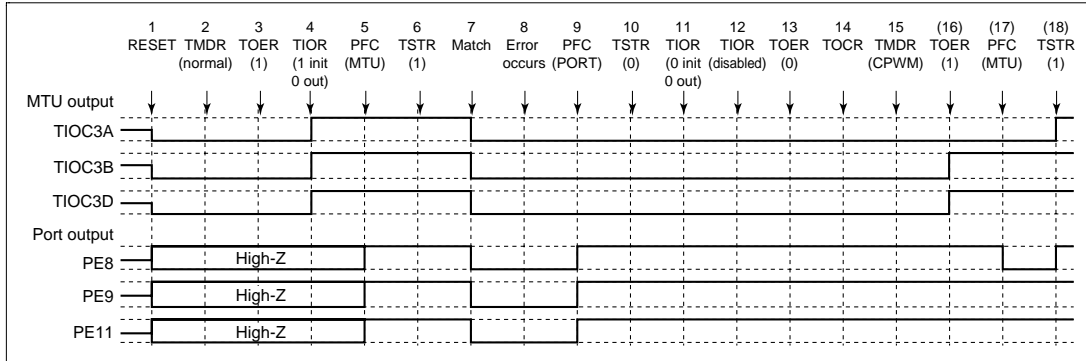 1 2 3 4 5 6 7 8 9 10 11 12 13 14 15 (16) (17) (18)
RESET TMDR TOER TIOR PFC TSTR Match Error PFC TSTR TIOR TIOR TOER TOCR TMDR TOER PFC TSTR
(normal) (1) (1 init (MTU) (1) occurs (PORT) (0) (0 init (disabled) (0) (CPWM) (1) (MTU) (1)
0 out) 0 out)
MTU output
TIOC3A
TIOC3B
TIOC3D
Port output
PE8 High-Z
PE9 High-Z
PE11 High-Z